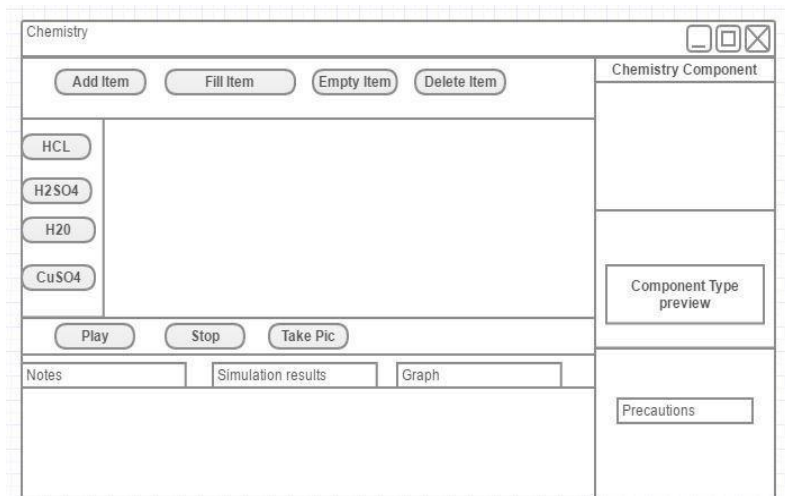 Chemistry
Add Item Fill Item Empty Item Delete Item
Chemistry Component
HCL
H2SO4
H20
CuSO4
Component Type
preview
Play Stop Take Pic
Notes Simulation results Graph
Precautions